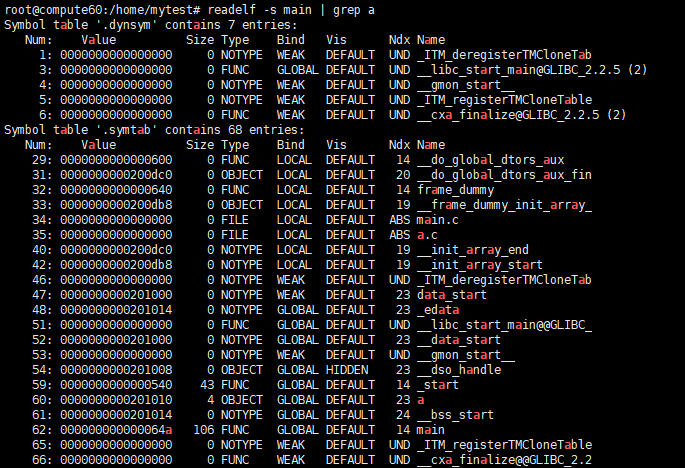 root@compute60:/home/mytest# readelf -s main | grep a
Symbol table '.dynsym' contains 7 entries:
   Num:    Value          Size Type    Bind   Vis      Ndx Name
     1: 0000000000000000     0 NOTYPE  WEAK   DEFAULT  UND _ITM_deregisterTMCloneTab
     3: 0000000000000000     0 FUNC    GLOBAL DEFAULT  UND __libc_start_main@GLIBC_2.2.5 (2)
     4: 0000000000000000     0 NOTYPE  WEAK   DEFAULT  UND __gmon_start__
     5: 0000000000000000     0 NOTYPE  WEAK   DEFAULT  UND _ITM_registerTMCloneTable
     6: 0000000000000000     0 FUNC    WEAK   DEFAULT  UND __cxa_finalize@GLIBC_2.2.5 (2)
Symbol table '.symtab' contains 68 entries:
   Num:    Value          Size Type    Bind   Vis      Ndx Name
    29: 0000000000000600     0 FUNC    LOCAL  DEFAULT   14 __do_global_dtors_aux
    31: 0000000000200dc0     0 OBJECT  LOCAL  DEFAULT   20 __do_global_dtors_aux_fin
    32: 0000000000000640     0 FUNC    LOCAL  DEFAULT   14 frame_dummy
    33: 0000000000200db8     0 OBJECT  LOCAL  DEFAULT   19 __frame_dummy_init_array_
    34: 0000000000000000     0 FILE    LOCAL  DEFAULT  ABS main.c
    35: 0000000000000000     0 FILE    LOCAL  DEFAULT  ABS a.c
    40: 0000000000200dc0     0 NOTYPE  LOCAL  DEFAULT   19 __init_array_end
    42: 0000000000200db8     0 NOTYPE  LOCAL  DEFAULT   19 __init_array_start
    46: 0000000000000000     0 NOTYPE  WEAK   DEFAULT  UND _ITM_deregisterTMCloneTab
    47: 0000000000201000     0 NOTYPE  WEAK   DEFAULT   23 data_start
    48: 0000000000201014     0 NOTYPE  GLOBAL DEFAULT   23 _edata
    51: 0000000000000000     0 FUNC    GLOBAL DEFAULT  UND __libc_start_main@@GLIBC_
    52: 0000000000201000     0 NOTYPE  GLOBAL DEFAULT   23 __data_start
    53: 0000000000000000     0 NOTYPE  WEAK   DEFAULT  UND __gmon_start__
    54: 0000000000201008     0 OBJECT  GLOBAL HIDDEN    23 __dso_handle
    59: 0000000000000540    43 FUNC    GLOBAL DEFAULT   14 _start
    60: 0000000000201010     4 OBJECT  GLOBAL DEFAULT   23 a
    61: 0000000000201014     0 NOTYPE  GLOBAL DEFAULT   24 __bss_start
    62: 000000000000064a   106 FUNC    GLOBAL DEFAULT   14 main
    65: 0000000000000000     0 NOTYPE  WEAK   DEFAULT  UND _ITM_registerTMCloneTable
    66: 0000000000000000     0 FUNC    WEAK   DEFAULT  UND __cxa_finalize@@GLIBC_2.2